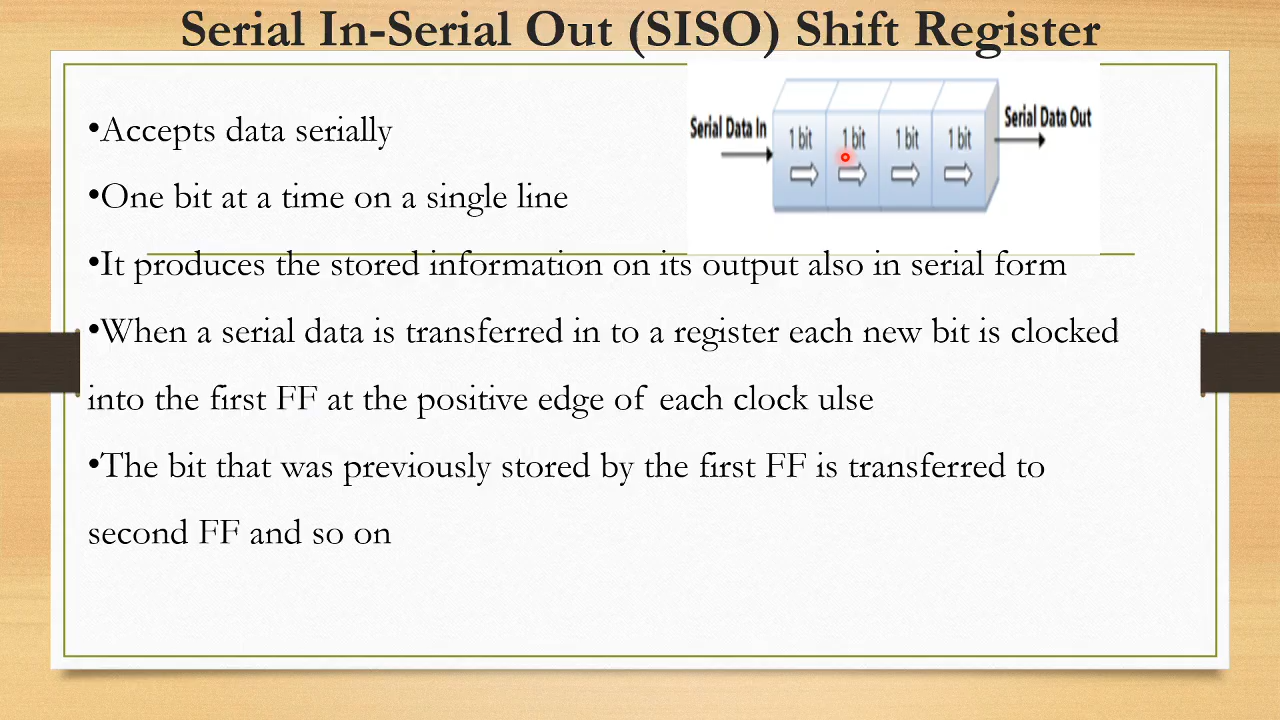 Serial In-Serial Out (SISO) Shift Register
•Accepts data serially
•One bit at a time on a single line
•It produces the stored information on its output also in serial form
•When a serial data is transferred in to a register each new bit is clocked
into the first FF at the positive edge of each clock ulse
•The bit that was previously stored by the first FF is transferred to
second FF and so on
Serial Data In
1 bit 1 bit 1 bit 1 bit
Serial Data Out